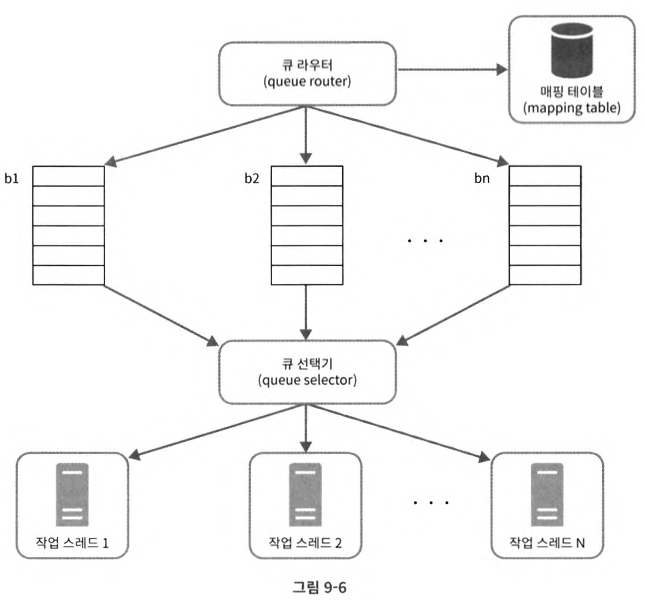 큐 라우터
(queue router)
매핑 테이블
(mapping table)
b1
b2
bn
. . .
큐 선택기
(queue selector)
작업 스레드 1
작업 스레드 2
. . .
작업 스레드 N
그림 9-6